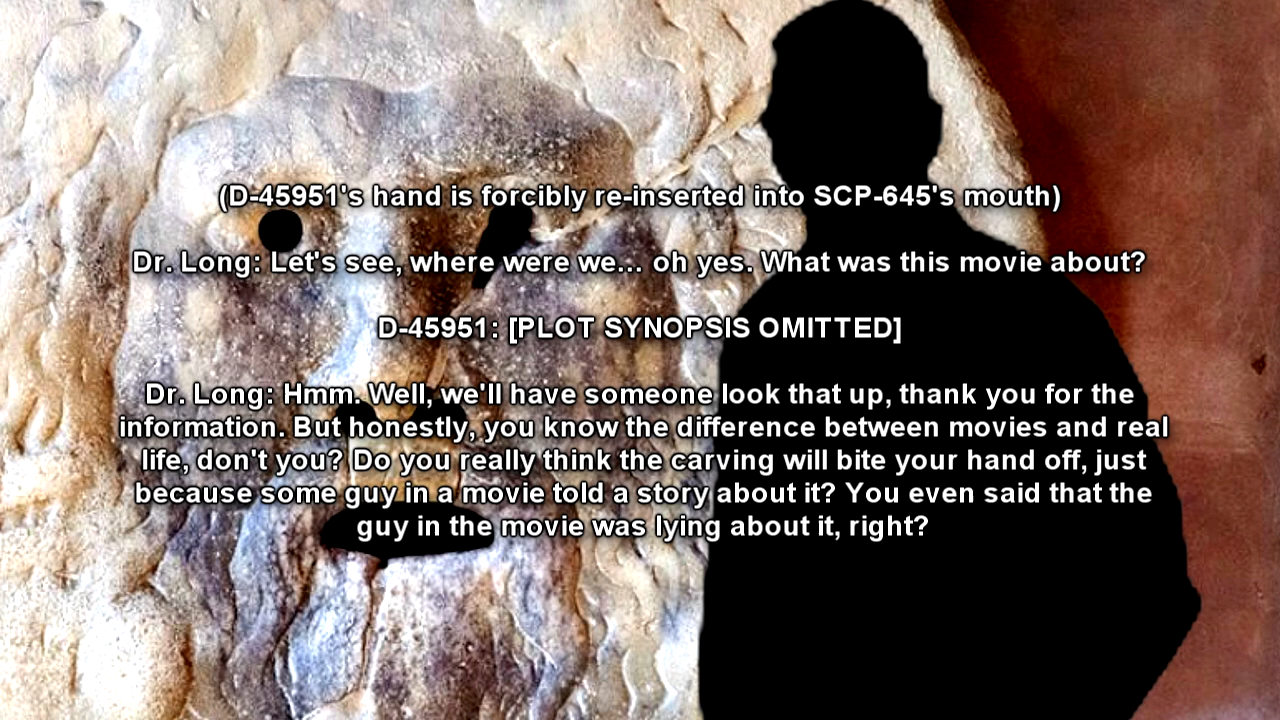 (D-45951's hand is forcibly re-inserted into SCP-645's mouth)
Dr. Long: Let's see, where were we... oh yes. What was this movie about?
D-45951: [PLOT SYNOPSIS OMITTED]
Dr. Long: Hmm. Well, we'll have someone look that up, thank you for the
information. But honestly, you know the difference between movies and real
life, don't you? Do you really think the carving will bite your hand off, just
because some guy in a movie told a story about it? You even said that the
guy in the movie was lying about it, right?